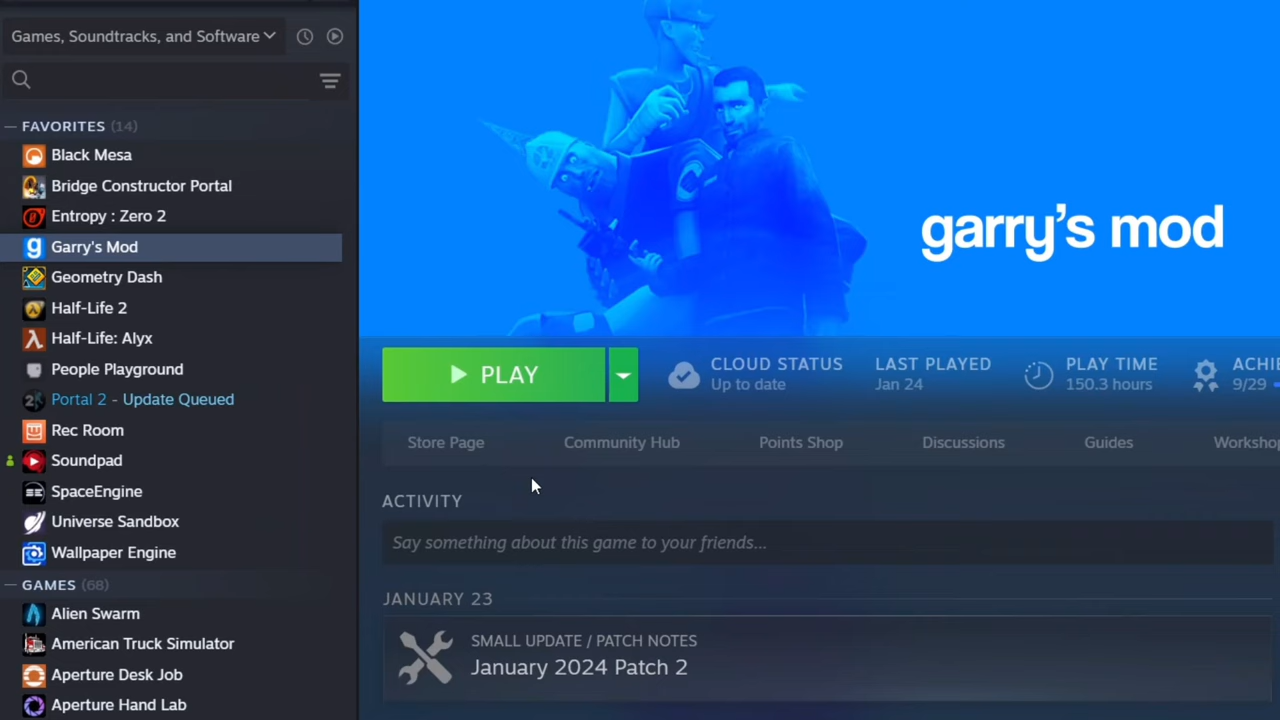 Games, Soundtracks, and Software
FAVORITES (14)
Black Mesa
Bridge Constructor Portal
Entropy : Zero 2
Garry's Mod
Geometry Dash
Half-Life 2
Half-Life: Alyx
People Playground
Portal 2 - Update Queued
Rec Room
Soundpad
SpaceEngine
Universe Sandbox
Wallpaper Engine
GAMES (68)
Alien Swarm
American Truck Simulator
Aperture Desk Job
Aperture Hand Lab
garry's mod
PLAY
CLOUD STATUS
Up to date
LAST PLAYED
Jan 24
PLAY TIME
150.3 hours
ACHIE
9/29
Store Page
Community Hub
Points Shop
Discussions
Guides
Workshop
ACTIVITY
Say something about this game to your friends...
JANUARY 23
SMALL UPDATE / PATCH NOTES
January 2024 Patch 2